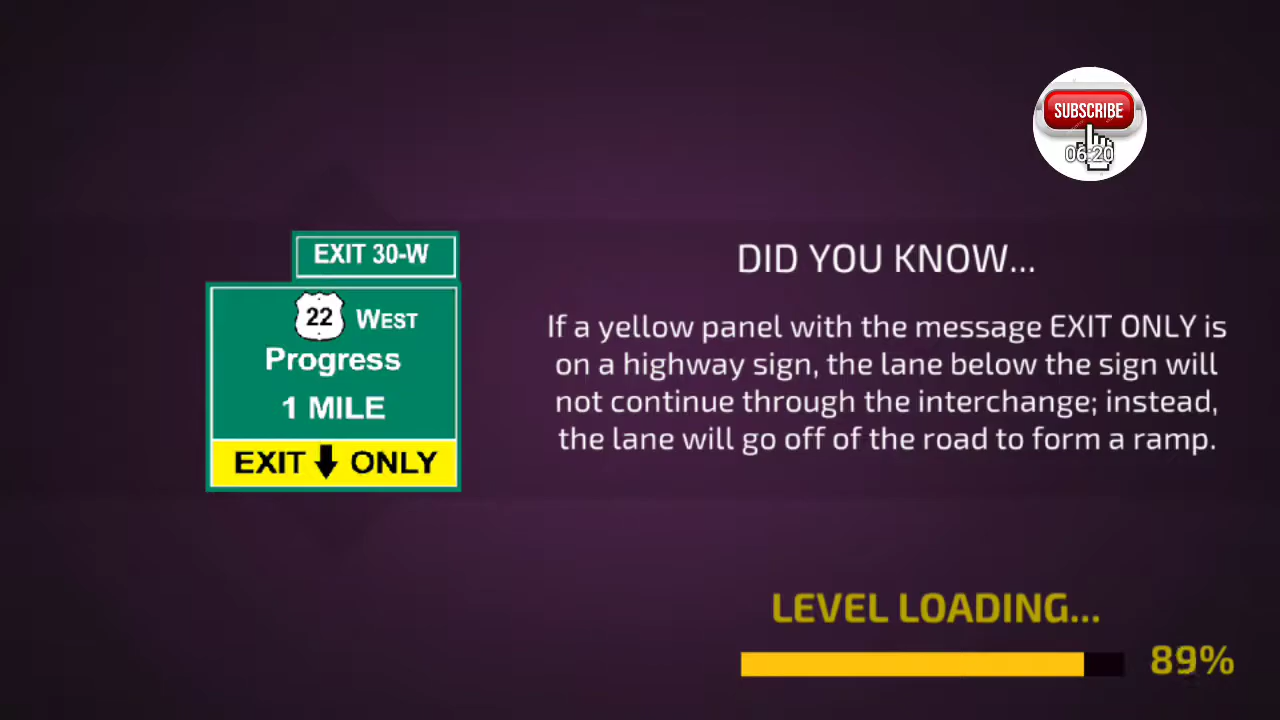 SUBSCRIBE
06:20
EXIT 30-W
22 WEST
Progress
1 MILE
EXIT ONLY
DID YOU KNOW...
If a yellow panel with the message EXIT ONLY is
on a highway sign, the lane below the sign will
not continue through the interchange; instead,
the lane will go off of the road to form a ramp.
LEVEL LOADING...
89%